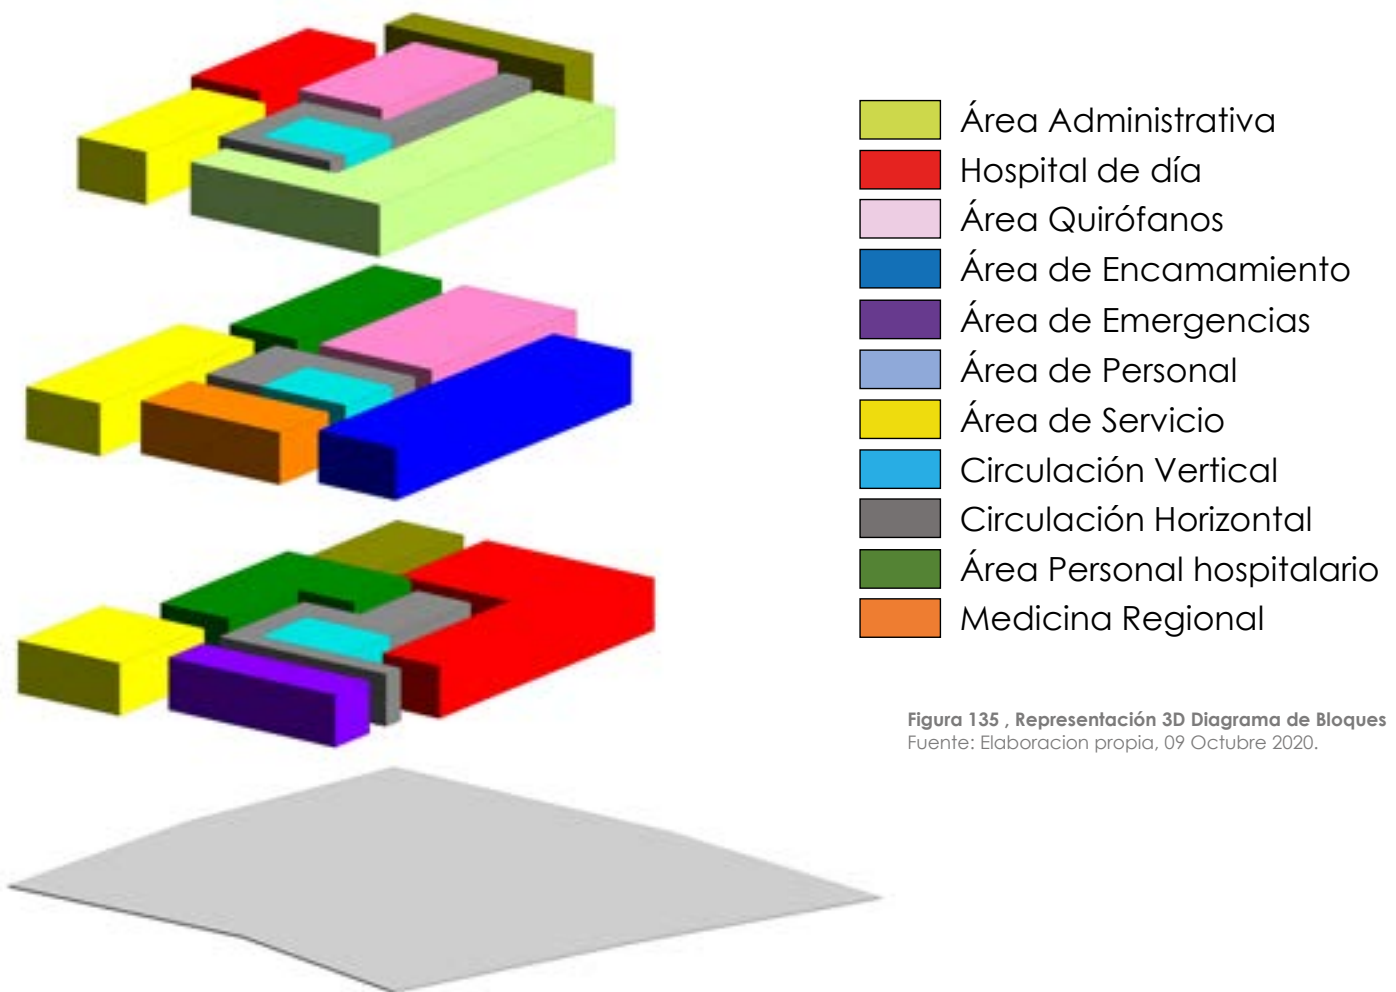 Área Administrativa
Hospital de día
Área Quirófanos
Área de Encamamiento
Área de Emergencias
Área de Personal
Área de Servicio
Circulación Vertical
Circulación Horizontal
Área Personal hospitalario
Medicina Regional
Figura 135 , Representación 3D Diagrama de Bloques
Fuente: Elaboracion propia, 09 Octubre 2020.